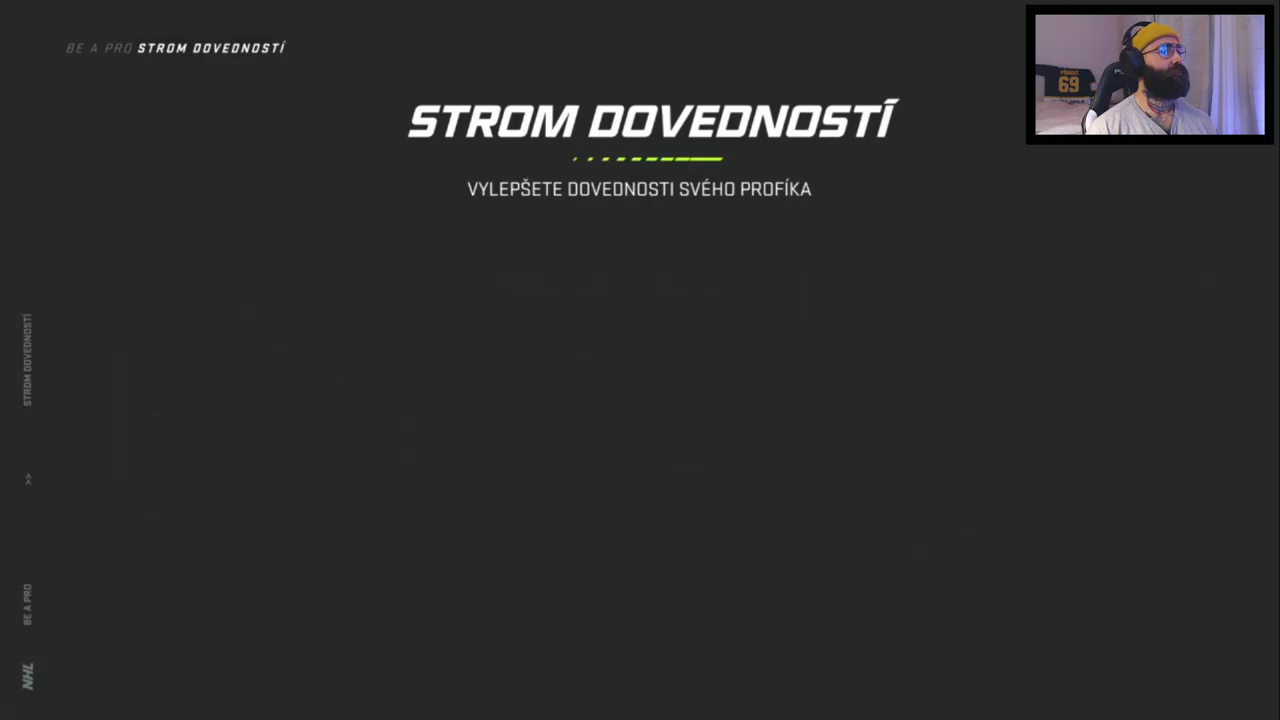 BE A PRO STROM DOVEDNOSTÍ
STROM DOVEDNOSTÍ
VYLEPŠETE DOVEDNOSTI SVÉHO PROFÍKA
STROM DOVEDNOSTÍ
>>
BE A PRO
NHL
69